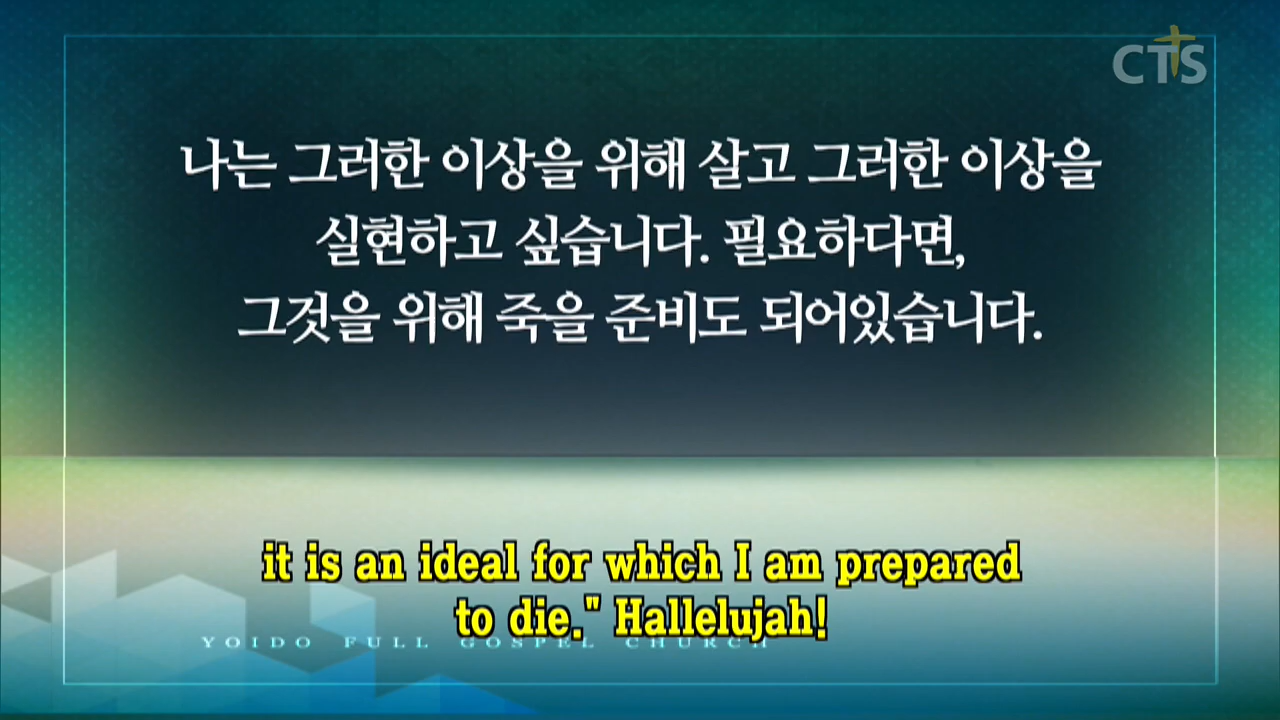 CTS
나는 그러한 이상을 위해 살고 그러한 이상을
실현하고 싶습니다. 필요하다면,
그것을 위해 죽을 준비도 되어있습니다.
it is an ideal for which I am prepared
to die." Hallelujah!
YOIDO FULL GOSPEL CHURCH